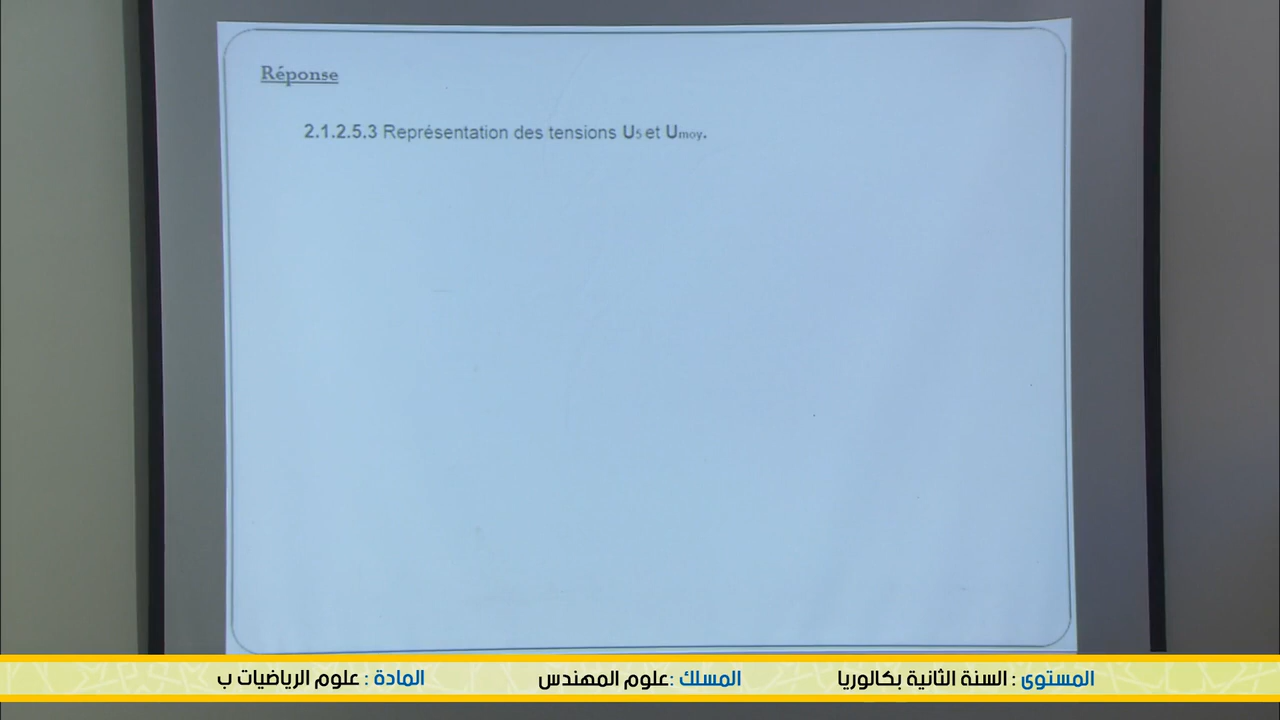 Réponse
2.1.2.5.3 Représentation des tensions U5 et Umoy.
المستوى : السنة الثانية بكالوريا المسلك :علوم المهندس المادة : علوم الرياضيات ب